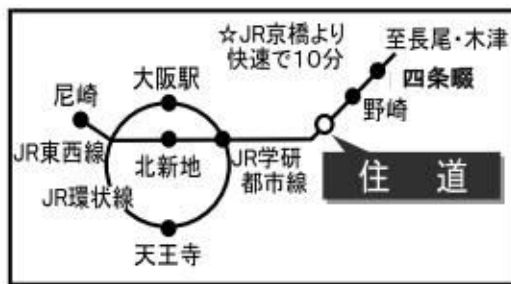 ☆JR京橋より
快速で10分
至長尾・木津
四条畷
野崎
大阪駅
尼崎
JR東西線
北新地
JR学研
都市線
住道
JR環状線
天王寺